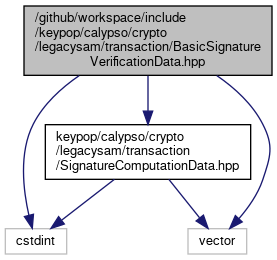 /github/workspace/include
/keypop/calypso/crypto
/legacysam/transaction/BasicSignature
VerificationData.hpp
keypop/calypso/crypto
/legacysam/transaction
/SignatureComputationData.hpp
cstdint
vector